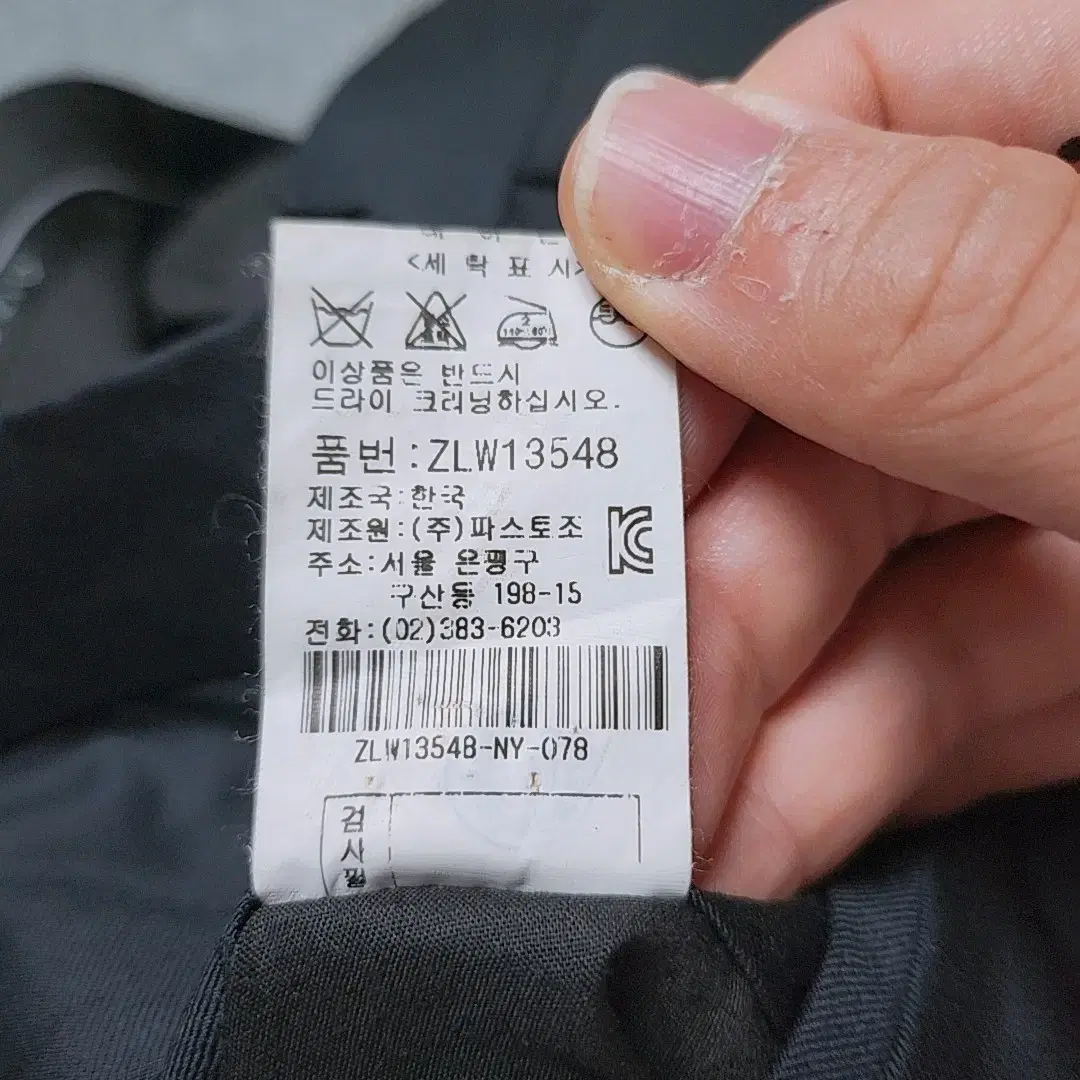 <세 탁 표 시>
이상품은 반드시
드라이 크리닝하십시오.
품번:ZLW13548
제조국:한국
제조원:(주)파스토조
KC
주소:서울 은평구
구산동 198-15
전화:(02)383-6203
ZLW13548-NY-078
검
사
필